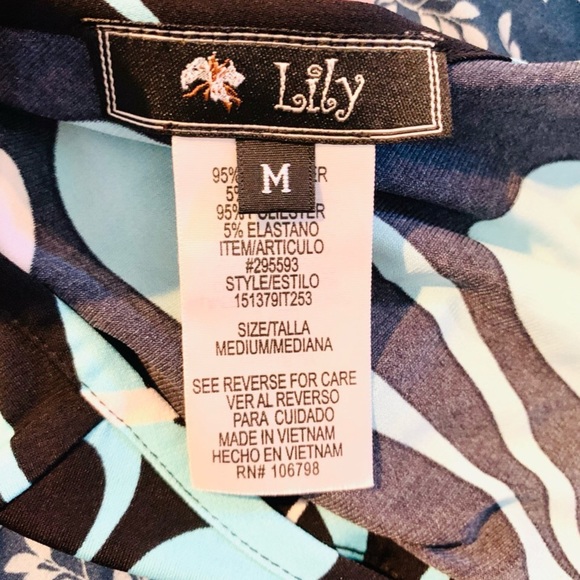 Lily
M
95% ER
5%
95% POLIESTER
5% ELASTANO
ITEM/ARTICULO
#295593
STYLE/ESTILO
151379IT253
SIZE/TALLA
MEDIUM/MEDIANA
SEE REVERSE FOR CARE
VER AL REVERSO
PARA CUIDADO
MADE IN VIETNAM
HECHO EN VIETNAM
RN# 106798